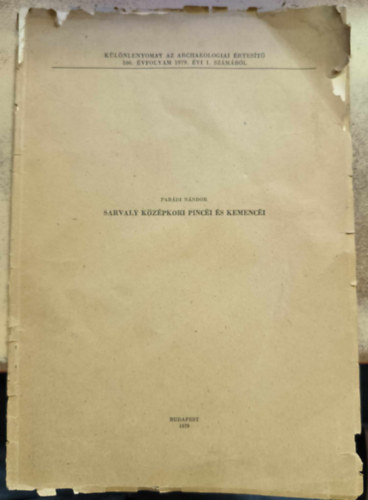 KÜLÖNLENYOMAT AZ ARCHAEOLOGIAI ÉRTESÍTŐ
106. ÉVFOLYAM 1979. ÉVI 1. SZÁMÁBÓL
PARÁDI NÁNDOR
SARVALY KÖZÉPKORI PINCÉI ÉS KEMENCÉI
BUDAPEST
1979